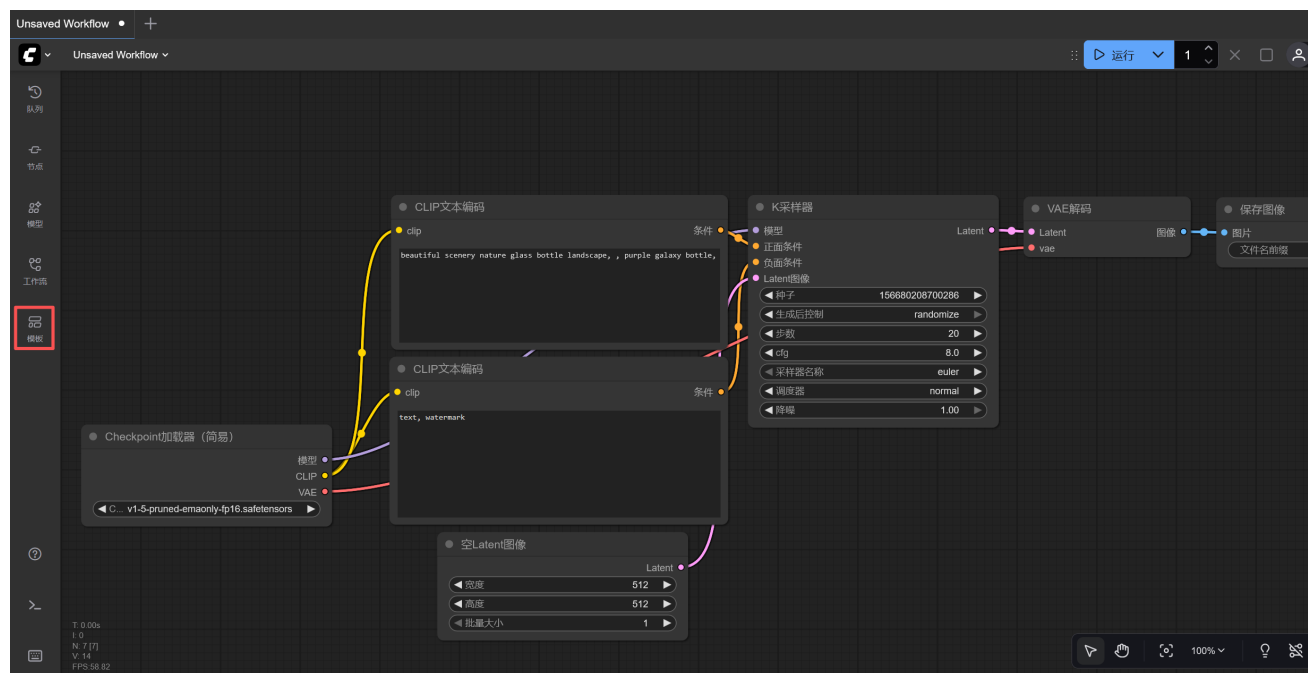 Unsaved Workflow
Unsaved Workflow
运行
1
队列
节点
模型
工作流
模板
CLIP文本编码
clip
条件
beautiful scenery nature glass bottle landscape, , purple galaxy bottle,
CLIP文本编码
clip
条件
text, watermark
Checkpoint加载器（简易）
模型
CLIP
VAE
C... v1-5-pruned-emaonly-fp16.safetensors
空Latent图像
Latent
宽度 512
高度 512
批量大小 1
K采样器
模型 Latent
正面条件
负面条件
Latent图像
种子 156680208700286
生成后控制 randomize
步数 20
cfg 8.0
采样器名称 euler
调度器 normal
降噪 1.00
VAE解码
Latent 图像
vae
保存图像
图片
文件名前缀
T: 0.00s
I: 0
N: 7 [7]
V: 14
FPS:58.82
100%